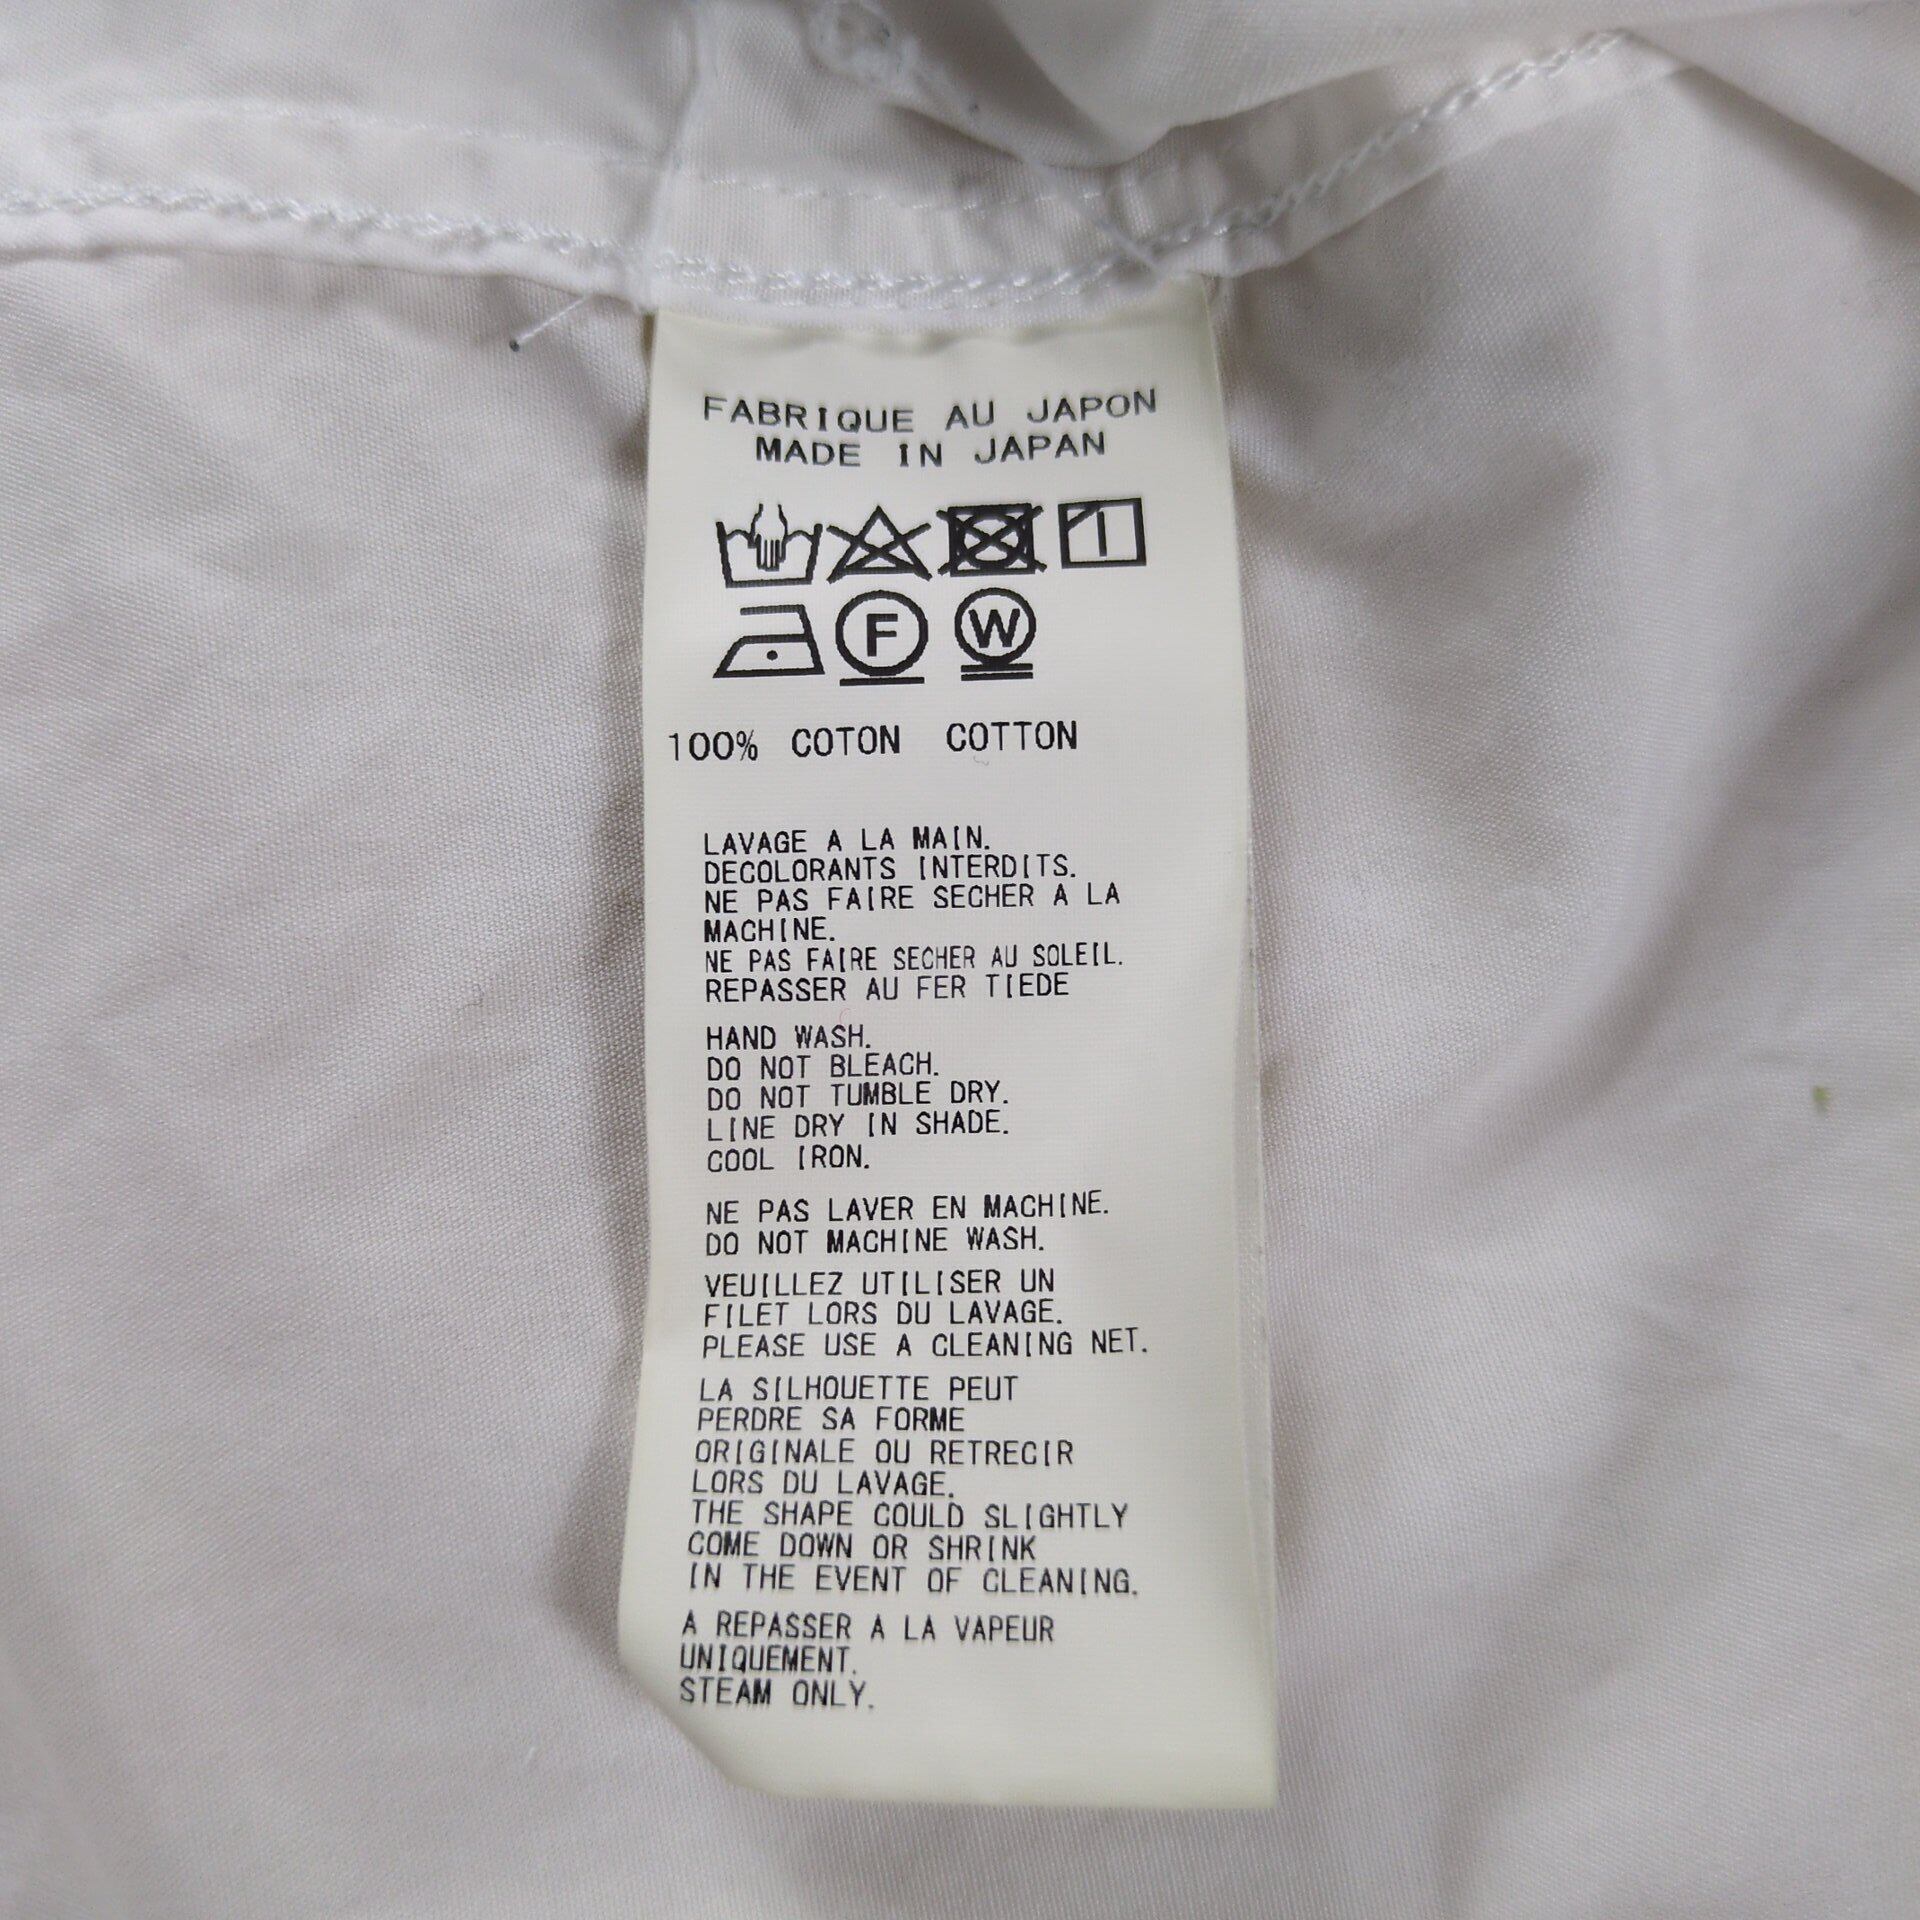 FABRIQUE AU JAPON
MADE IN JAPAN
F W
100% COTON COTTON
LAVAGE A LA MAIN.
DECOLORANTS INTERDITS.
NE PAS FAIRE SECHER A LA
MACHINE.
NE PAS FAIRE SECHER AU SOLEIL.
REPASSER AU FER TIEDE
HAND WASH.
DO NOT BLEACH.
DO NOT TUMBLE DRY.
LINE DRY IN SHADE.
COOL IRON.
NE PAS LAVER EN MACHINE.
DO NOT MACHINE WASH.
VEUILLEZ UTILISER UN
FILET LORS DU LAVAGE.
PLEASE USE A CLEANING NET.
LA SILHOUETTE PEUT
PERDRE SA FORME
ORIGINALE OU RETRECIR
LORS DU LAVAGE.
THE SHAPE COULD SLIGHTLY
COME DOWN OR SHRINK
IN THE EVENT OF CLEANING.
A REPASSER A LA VAPEUR
UNIQUEMENT.
STEAM ONLY.